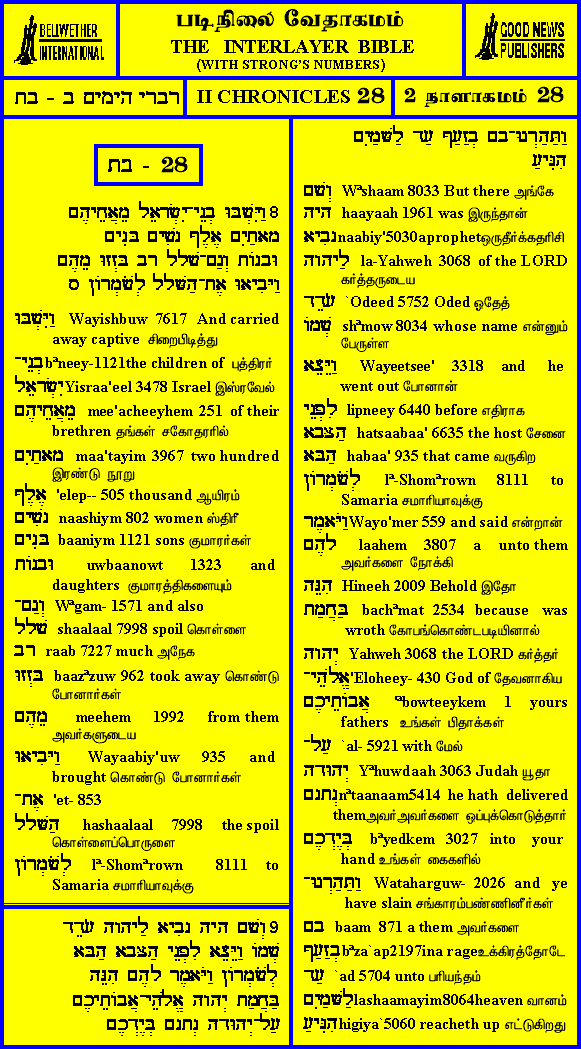 BELLWETHER
INTERNATIONAL
படிநிலை வேதாகமம்
THE INTERLAYER BIBLE
(WITH STRONG'S NUMBERS)
GOOD NEWS
PUBLISHERS
דברי הימים ב - בת
II CHRONICLES 28
2 நாளாகமம் 28
בת - 28
8 וַיִּשְׁבּוּ בְנֵי־יִשְׂרָאֵל מֵאֲחֵיהֶם
מָאתַיִם אֶלֶף נָשִׁים בָּנִים
וּבָנוֹת וְגַם־שָׁלָל רָב בָּזְזוּ מֵהֶם
וַיָּבִיאוּ אֶת־הַשָּׁלָל לְשֹׁמְרוֹן ס
וַיִּשְׁבּוּ Wayishbuw 7617 And carried
away captive சிறைபிடித்து
בְנֵי־ bªneey-1121the children of புத்திரர்
יִשְׂרָאֵל Yisraa'eel 3478 Israel இஸ்ரவேல்
מֵאֲחֵיהֶם mee'acheeyhem 251 of their
brethren தங்கள் சகோதரரில்
מָאתַיִם maa'tayim 3967 two hundred
இரண்டு நூறு
אֶלֶף 'elep-- 505 thousand ஆயிரம்
נָשִׁים naashiym 802 women ஸ்திரீ
בָּנִים baaniym 1121 sons குமாரர்கள்
וּבָנוֹת uwbaanowt 1323 and
daughters குமாரத்திகளையும்
וְגַם־ Wªgam- 1571 and also
שָׁלָל shaalaal 7998 spoil கொள்ளை
רָב raab 7227 much அநேக
בָּזְזוּ baazªzuw 962 took away கொண்டு
போனார்கள்
מֵהֶם meehem 1992 from them
அவர்களுடைய
וַיָּבִיאוּ Wayaabiy'uw 935 and
brought கொண்டு போனார்கள்
אֶת־ 'et- 853
הַשָּׁלָל hashaalaal 7998 the spoil
கொள்ளைப்பொருளை
לְשֹׁמְרוֹן lª-Shomªrown 8111 to
Samaria சமாரியாவுக்கு
9 וְשָׁם הָיָה נָבִיא לַיהוָה עֹדֵד
שְׁמוֹ וַיֵּצֵא לִפְנֵי הַצָּבָא הַבָּא
לְשֹׁמְרוֹן וַיֹּאמֶר לָהֶם הִנֵּה
בַּחֲמַת יְהוָה אֱלֹהֵי־אֲבוֹתֵיכֶם
עַל־יְהוּדָה נְתָנָם בְּיֶדְכֶם
וַתַּהַרְגוּ־בָם בְזַעַף עַד לַשָּׁמַיִם
הִגִּיעַ
וְשָׁם Wªshaam 8033 But there அங்கே
הָיָה haayaah 1961 was இருந்தான்
נָבִיא naabiy'5030aprophetஒருதீர்க்கதரிசி
לַיהוָה la-Yahweh 3068 of the LORD
கர்த்தருடைய
עֹדֵד `Odeed 5752 Oded ஓதேத்
שְׁמוֹ shªmow 8034 whose name என்னும்
பேருள்ள
וַיֵּצֵא Wayeetsee' 3318 and he
went out போனான்
לִפְנֵי lipneey 6440 before எதிராக
הַצָּבָא hatsaabaa' 6635 the host சேனை
הַבָּא habaa' 935 that came வருகிற
לְשֹׁמְרוֹן lª-Shomªrown 8111 to
Samaria சமாரியாவுக்கு
וַיֹּאמֶר Wayo'mer 559 and said என்றான்
לָהֶם laahem 3807 a unto them
அவர்களை நோக்கி
הִנֵּה Hineeh 2009 Behold இதோ
בַּחֲמַת bachªmat 2534 because was
wroth கோபங்கொண்டபடியினால்
יְהוָה Yahweh 3068 the LORD கர்த்தர்
אֱלֹהֵי־ 'Eloheey- 430 God of தேவனாகிய
אֲבוֹתֵיכֶם ªbowteeykem 1 yours
fathers உங்கள் பிதாக்கள்
עַל־ `al- 5921 with மேல்
יְהוּדָה Yªhuwdaah 3063 Judah யூதா
נְתָנָם nªtaanaam5414 he hath delivered
themஅவர்அவர்களை ஒப்புக்கொடுத்தார்
בְּיֶדְכֶם bªyedkem 3027 into your
hand உங்கள் கைகளில்
וַתַּהַרְגוּ־ Wataharguw- 2026 and ye
have slain சங்காரம்பண்ணினீர்கள்
בָם baam 871 a them அவர்களை
בְזַעַף bªza`ap2197ina rageஉக்கிரத்தோடே
עַד `ad 5704 unto பரியந்தம்
לַשָּׁמַיִם lashaamayim8064heaven வானம்
הִגִּיעַ higiya`5060 reacheth up எட்டுகிறது